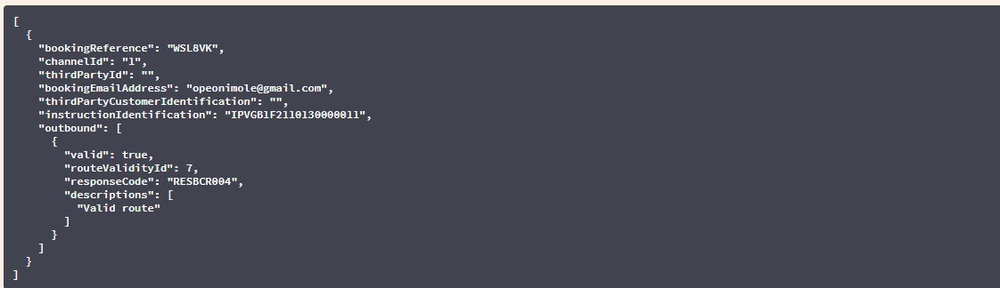 [
{
"bookingReference": "WSL8VK",
"channelId": "1",
"thirdPartyId": "",
"bookingEmailAddress": "opeonimole@gmail.com",
"thirdPartyCustomerIdentification": "",
"instructionIdentification": "IPVGB1F2110130000011",
"outbound": [
{
"valid": true,
"routeValidityId": 7,
"responseCode": "RESBCR004",
"descriptions": [
"Valid route"
]
}
]
}
]